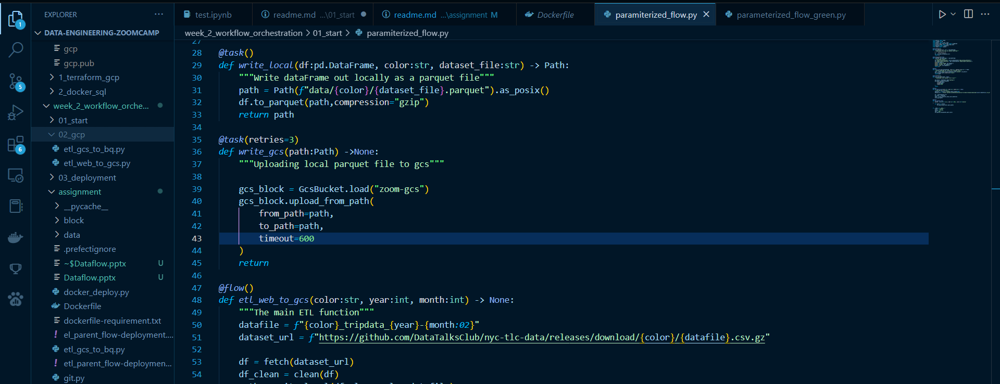 EXPLORER ···
DATA-ENGINEERING-ZOOMCAMP
gcp
gcp.pub
1_terraform_gcp
2_docker_sql
week_2_workflow_orche...
01_start
02_gcp
etl_gcs_to_bq.py
etl_web_to_gcs.py
03_deployment
assignment
__pycache__
block
data
.prefectignore
~$Dataflow.pptx U
Dataflow.pptx U
docker_deploy.py
Dockerfile
dockerfile-requirement.txt
! el_parent_flow-deployment....
etl_gcs_to_bq.py
! etl_parent_flow-deploymen...
git.py
1
5
6
test.ipynb
readme.md ...\01_start
readme.md ...\assignment M
Dockerfile
paramiterized_flow.py
parameterized_flow_green.py
week_2_workflow_orchestration > 01_start > paramiterized_flow.py
27
28 @task()
29 def write_local(df:pd.DataFrame, color:str, dataset_file:str) -> Path:
30 """Write dataFrame out locally as a parquet file"""
31 path = Path(f"data/{color}/{dataset_file}.parquet").as_posix()
32 df.to_parquet(path,compression="gzip")
33 return path
34
35 @task(retries=3)
36 def write_gcs(path:Path) ->None:
37 """Uploading local parquet file to gcs"""
38
39 gcs_block = GcsBucket.load("zoom-gcs")
40 gcs_block.upload_from_path(
41 from_path=path,
42 to_path=path,
43 timeout=600
44 )
45 return
46
47 @flow()
48 def etl_web_to_gcs(color:str, year:int, month:int) -> None:
49 """The main ETL function"""
50 datafile = f"{color}_tripdata_{year}-{month:02}"
51 dataset_url = f"https://github.com/DataTalksClub/nyc-tlc-data/releases/download/{color}/{datafile}.csv.gz"
52
53 df = fetch(dataset_url)
54 df_clean = clean(df)